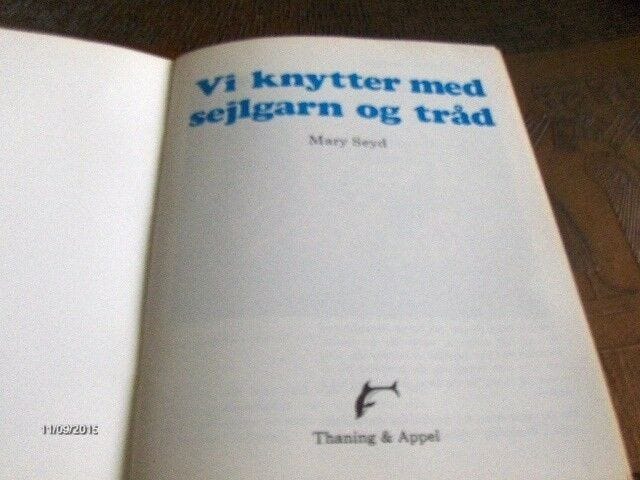 Vi knytter med
sejlgarn og tråd
Mary Seyd
Thaning & Appel
11/09/2015